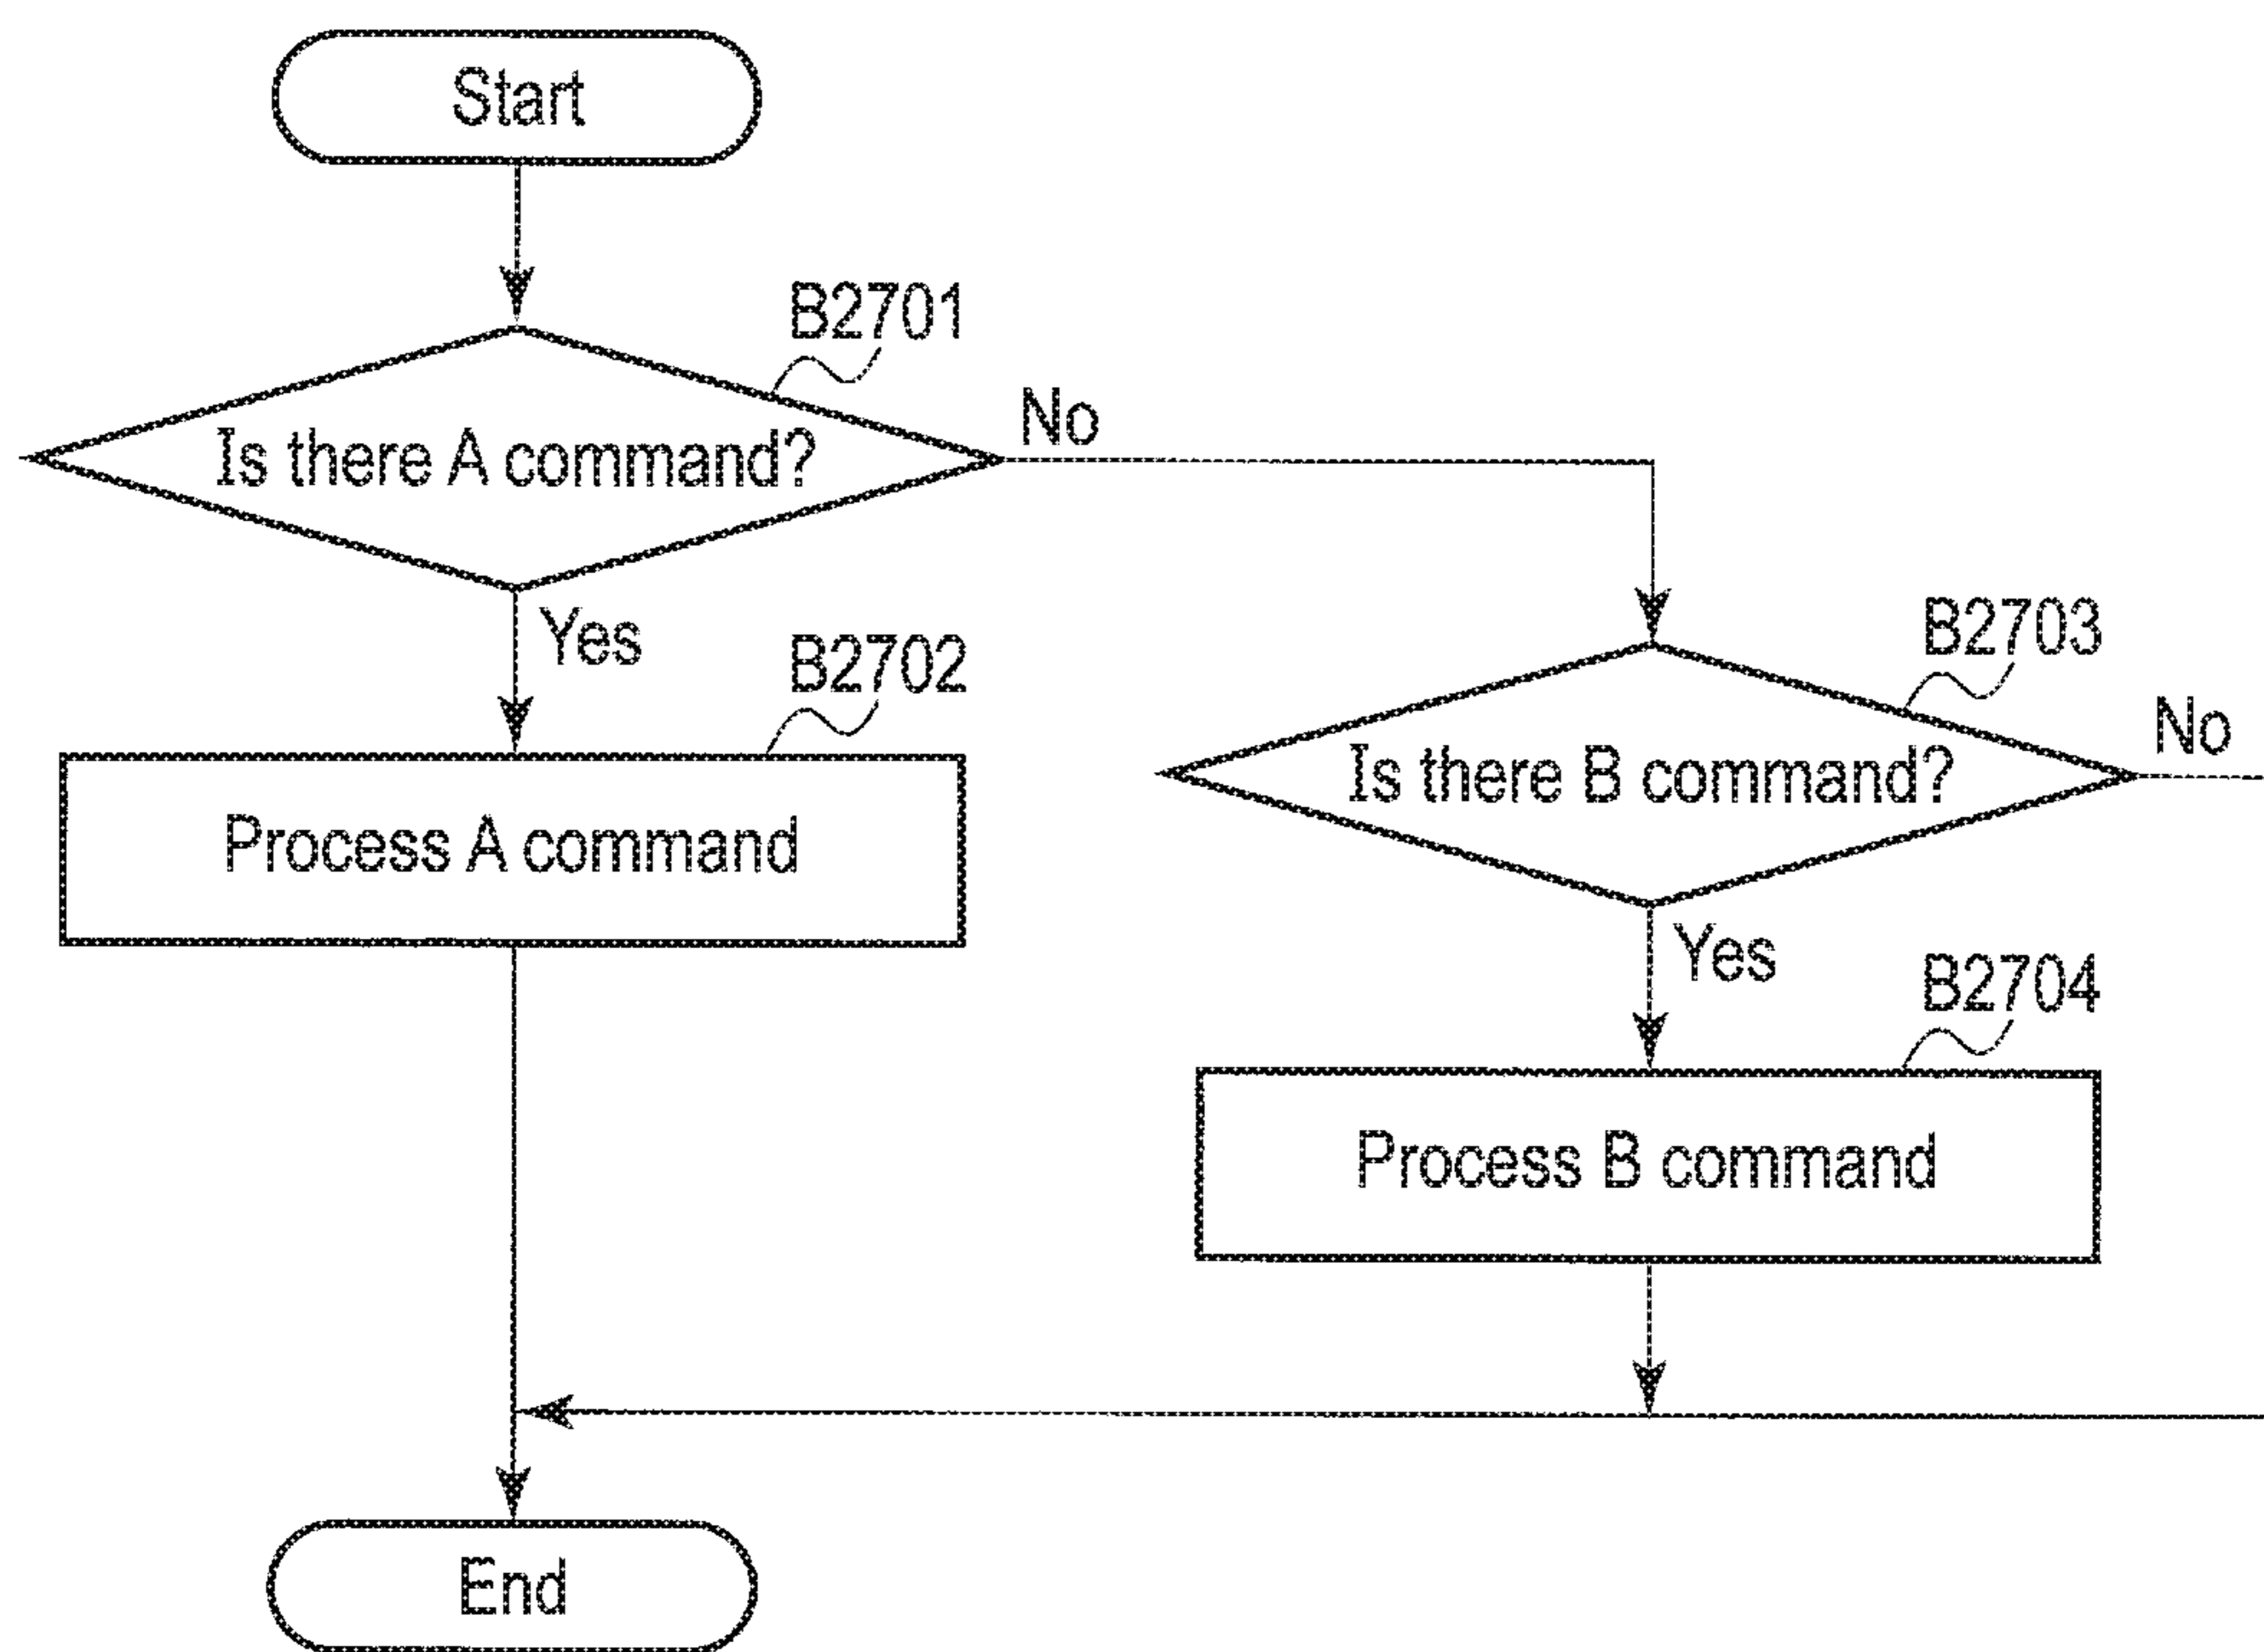 Start
B2701
Is there A command?
No
Yes
B2702
Process A command
B2703
Is there B command?
No
Yes
B2704
Process B command
End